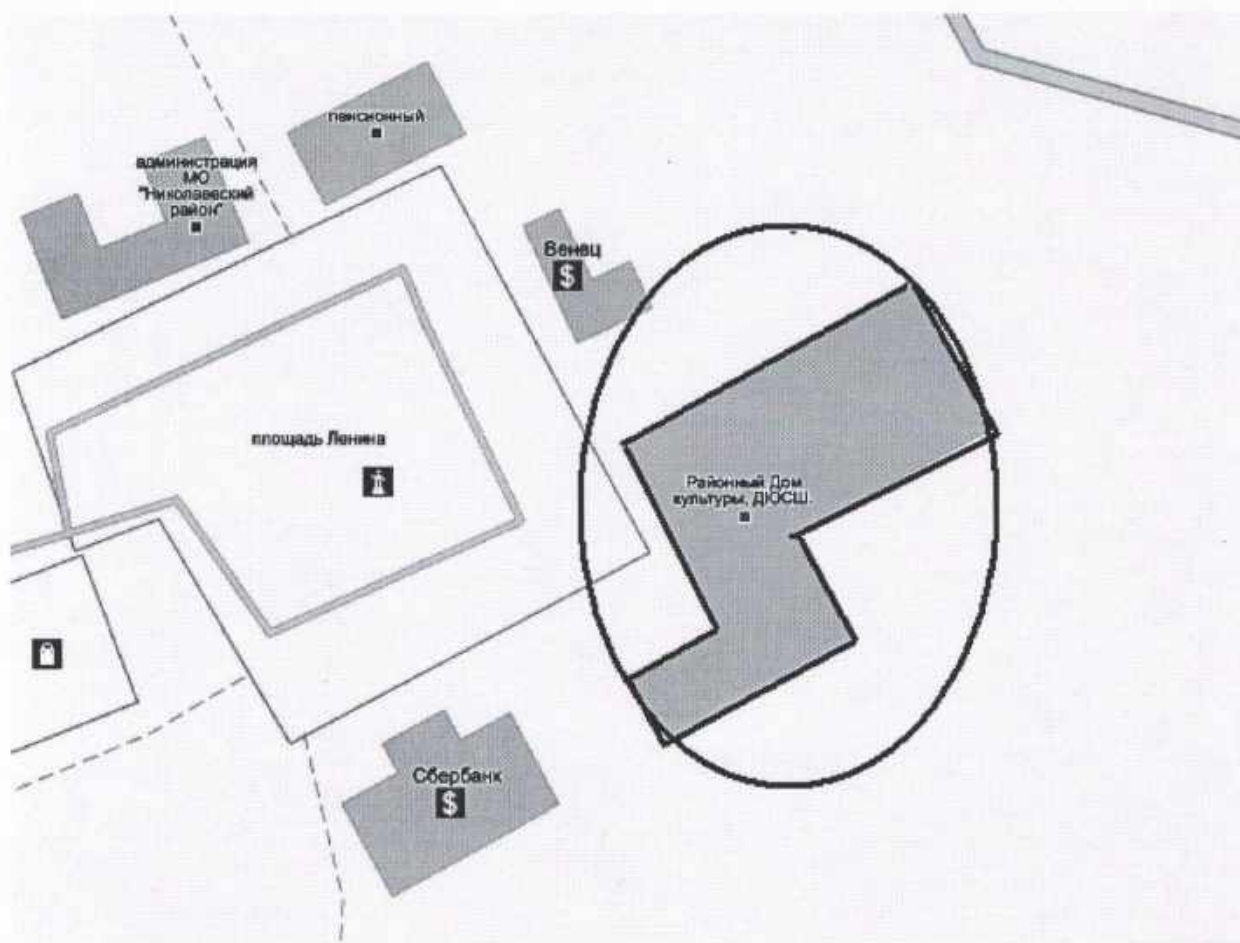 пенсионный
администрация
МО
"Николаевский
район"
Венец
$
площадь Ленина
Районный Дом
культуры, ДЮСШ.
Сбербанк
$